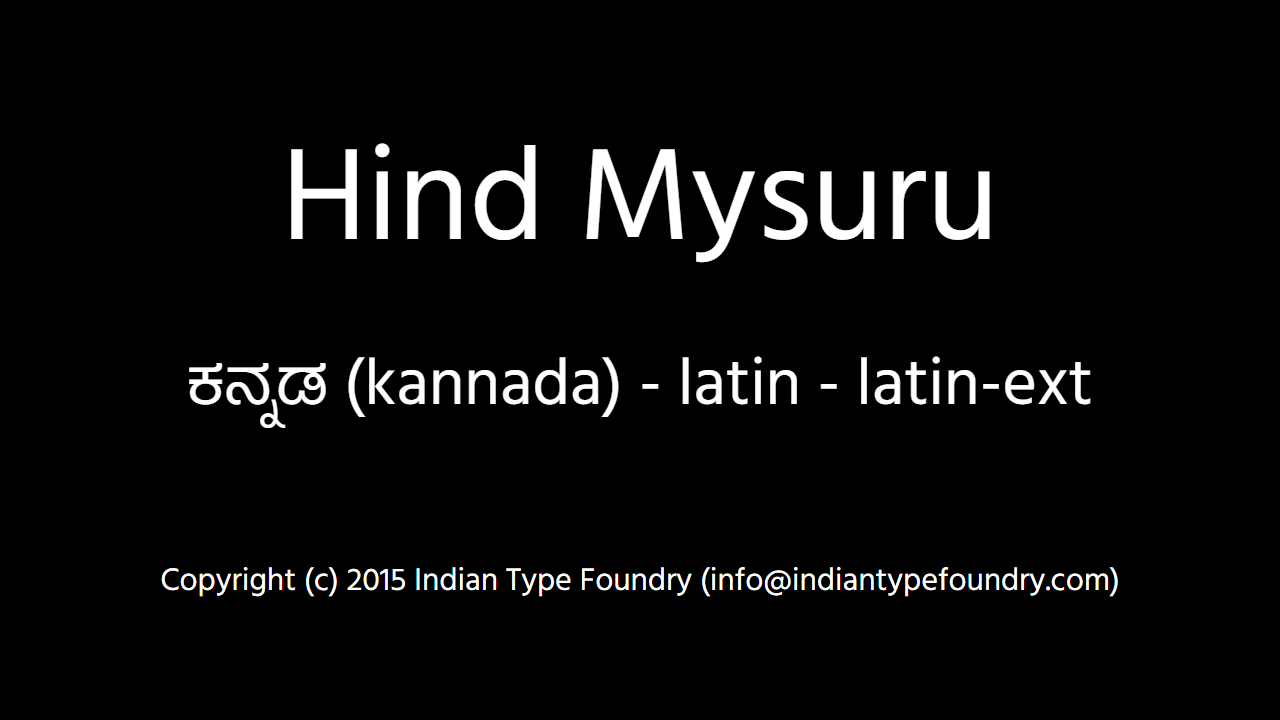 Hind Mysuru
ಕನ್ನಡ (kannada) - latin - latin-ext
Copyright (c) 2015 Indian Type Foundry (info@indiantypefoundry.com)